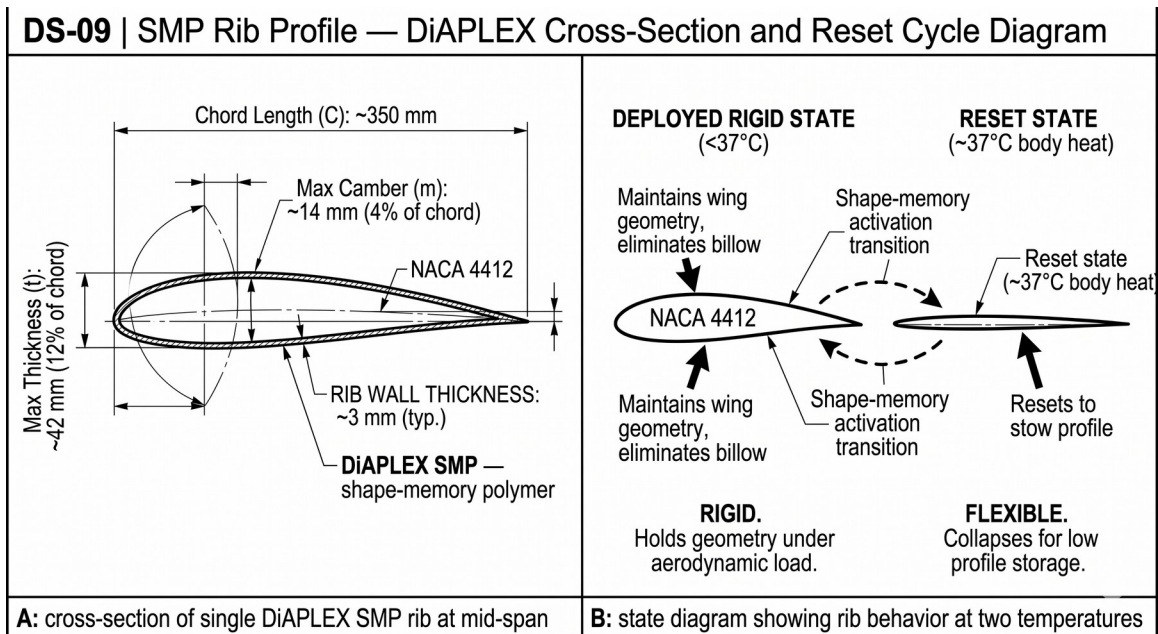 DS-09 | SMP Rib Profile — DiAPLEX Cross-Section and Reset Cycle Diagram
Chord Length (C): ~350 mm
Max Camber (m):
~14 mm (4% of chord)
NACA 4412
Max Thickness (t):
~42 mm (12% of chord)
RIB WALL THICKNESS:
~3 mm (typ.)
DiAPLEX SMP —
shape-memory polymer
A: cross-section of single DiAPLEX SMP rib at mid-span
DEPLOYED RIGID STATE
(<37°C)
RESET STATE
(~37°C body heat)
Maintains wing
geometry,
eliminates billow
Shape-memory
activation
transition
Reset state
(~37°C body heat)
NACA 4412
Maintains wing
geometry,
eliminates billow
Shape-memory
activation
transition
Resets to
stow profile
RIGID.
Holds geometry under
aerodynamic load.
FLEXIBLE.
Collapses for low
profile storage.
B: state diagram showing rib behavior at two temperatures